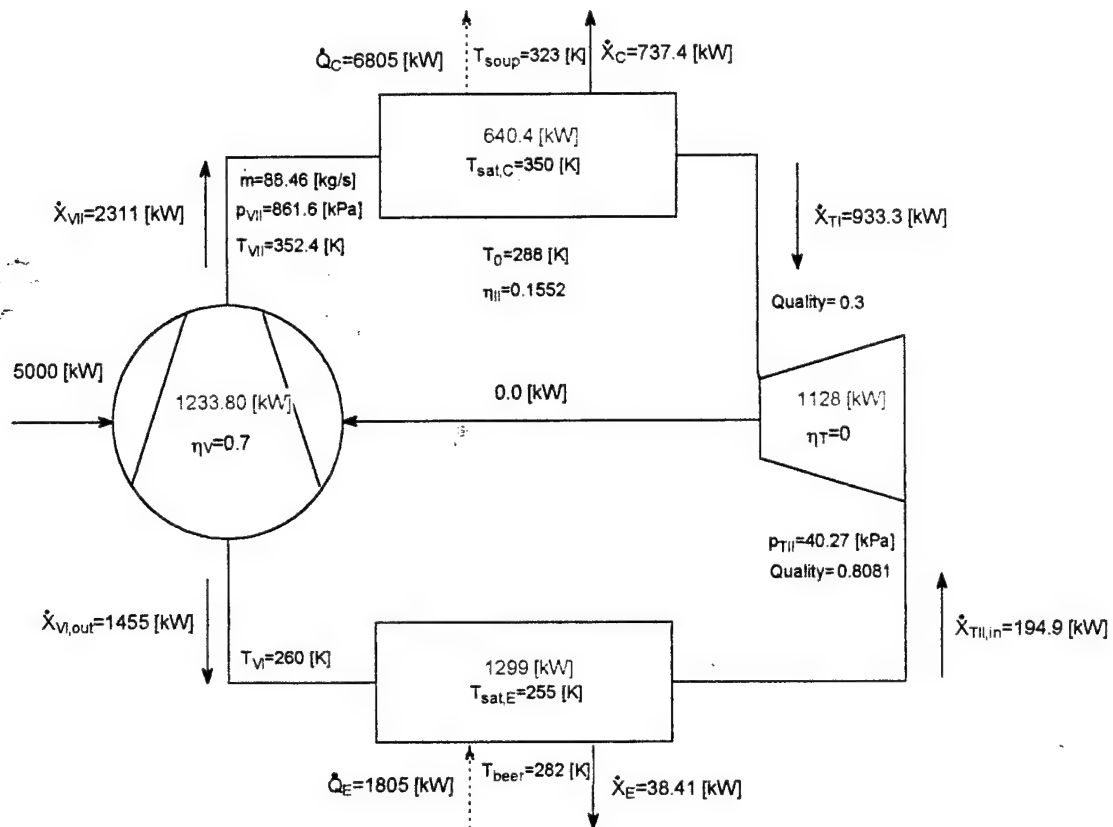 Q̇C=6805 [kW]
Tsoup=323 [K]
ẊC=737.4 [kW]
640.4 [kW]
Tsat,C=350 [K]
ṁ=88.46 [kg/s]
pVII=861.6 [kPa]
TVII=352.4 [K]
ẊVII=2311 [kW]
ẊTI=933.3 [kW]
T0=288 [K]
ηII=0.1552
Quality= 0.3
5000 [kW]
1233.80 [kW]
ηV=0.7
0.0 [kW]
1128 [kW]
ηT=0
pTII=40.27 [kPa]
Quality= 0.8081
ẊVI,out=1455 [kW]
ẊTII,in=194.9 [kW]
TVI=260 [K]
1299 [kW]
Tsat,E=255 [K]
Q̇E=1805 [kW]
Tbeer=282 [K]
ẊE=38.41 [kW]